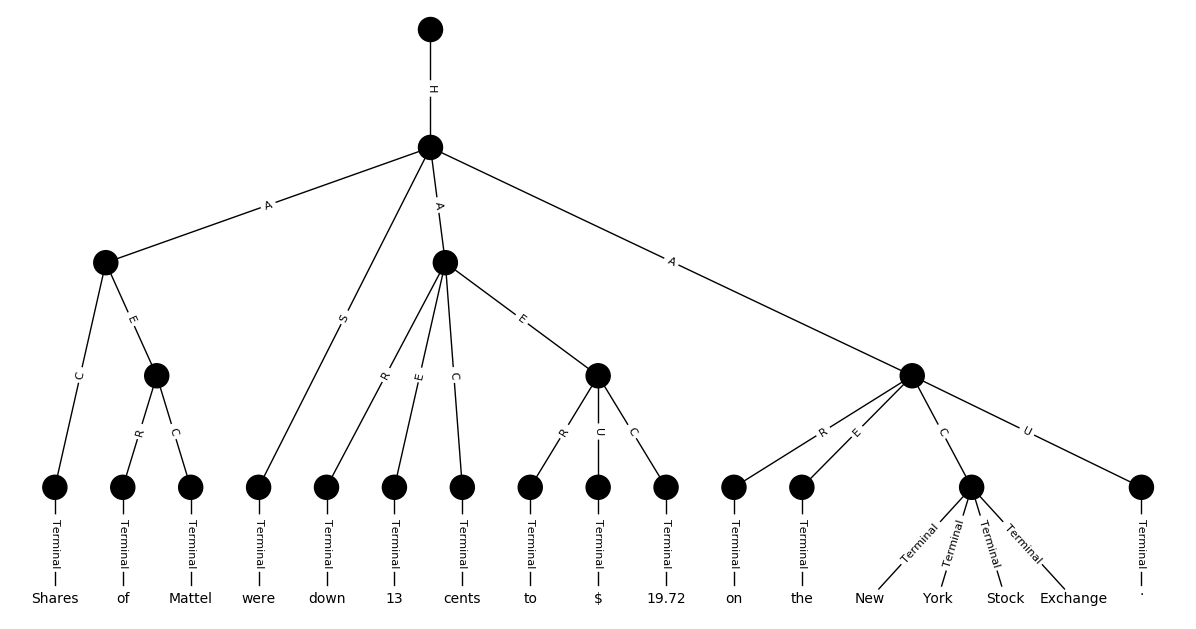 H
A
S
A
A
C
E
R
E
C
E
R
C
R
U
C
R
E
C
U
Terminal Terminal Terminal Terminal Terminal Terminal Terminal Terminal Terminal Terminal Terminal Terminal Terminal Terminal Terminal Terminal Terminal
Shares of Mattel were down 13 cents to $ 19.72 on the New York Stock Exchange .